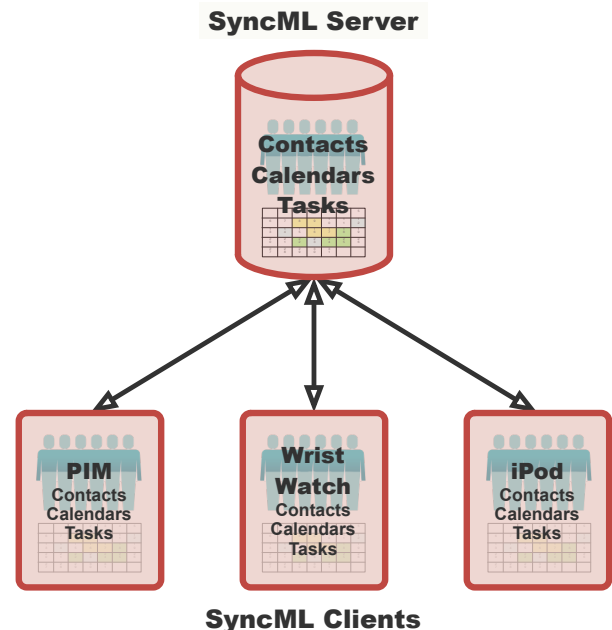 SyncML Server
Contacts
Calendars
Tasks
PIM
Contacts
Calendars
Tasks
Wrist
Watch
Contacts
Calendars
Tasks
iPod
Contacts
Calendars
Tasks
SyncML Clients